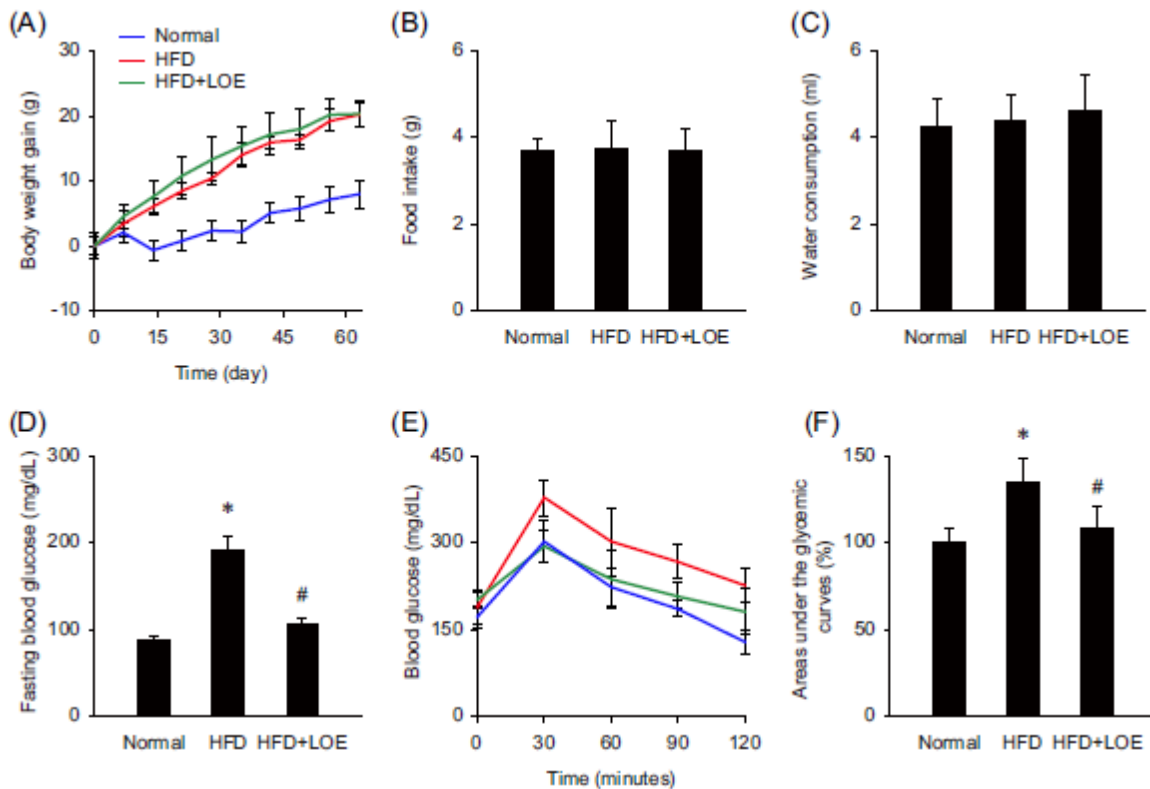 (A)
Normal
HFD
HFD+LOE
Body weight gain (g)
30
20
10
0
-10
0 15 30 45 60
Time (day)
(B)
Food intake (g)
6
4
2
0
Normal HFD HFD+LOE
(C)
Water consumption (ml)
6
4
2
0
Normal HFD HFD+LOE
(D)
Fasting blood glucose (mg/dL)
300
200
100
0
*
#
Normal HFD HFD+LOE
(E)
Blood glucose (mg/dL)
450
300
150
0
0 30 60 90 120
Time (minutes)
(F)
Areas under the glycœmic
curves (%)
150
100
50
0
*
#
Normal HFD HFD+LOE